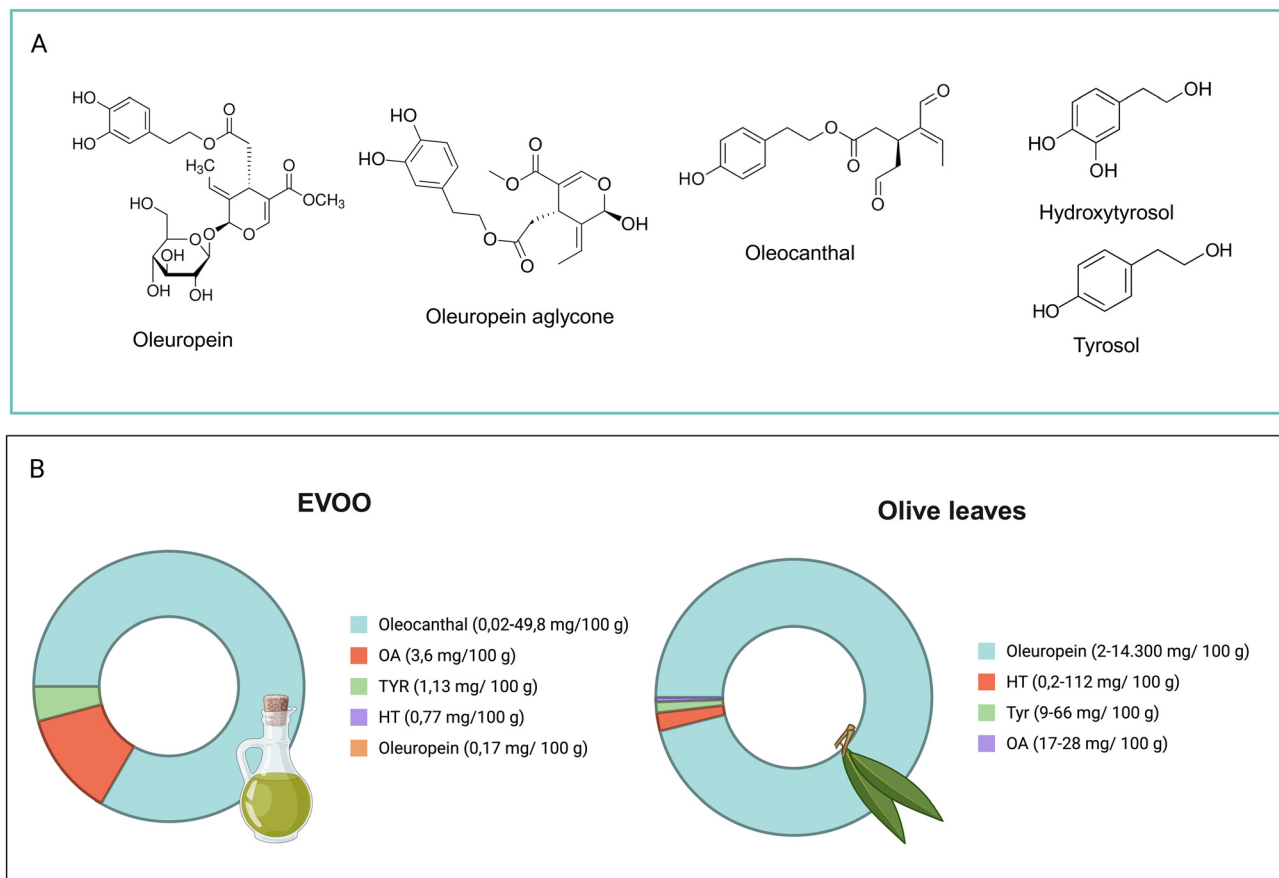 A
HO
HO
O
O
H₃C
O
OCH₃
HO
O
O
O
OH
OH
OH
Oleuropein
HO
HO
O
O
O
OH
O
O
Oleuropein aglycone
O
O
O
HO
O
Oleocanthal
OH
HO
OH
Hydroxytyrosol
OH
HO
Tyrosol
B
EVOO
Oleocanthal (0,02-49,8 mg/100 g)
OA (3,6 mg/100 g)
TYR (1,13 mg/ 100 g)
HT (0,77 mg/100 g)
Oleuropein (0,17 mg/ 100 g)
Olive leaves
Oleuropein (2-14.300 mg/ 100 g)
HT (0,2-112 mg/ 100 g)
Tyr (9-66 mg/ 100 g)
OA (17-28 mg/ 100 g)